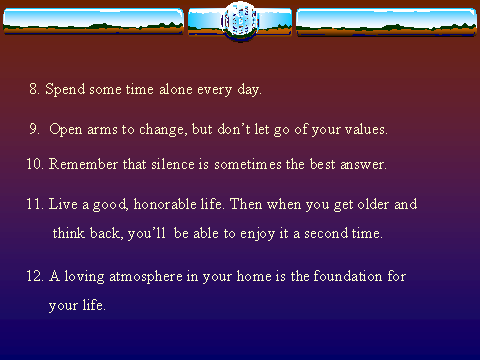 8. Spend some time alone every day.
9. Open arms to change, but don’t let go of your values.
10. Remember that silence is sometimes the best answer.
11. Live a good, honorable life. Then when you get older and
think back, you’ll be able to enjoy it a second time.
12. A loving atmosphere in your home is the foundation for
your life.